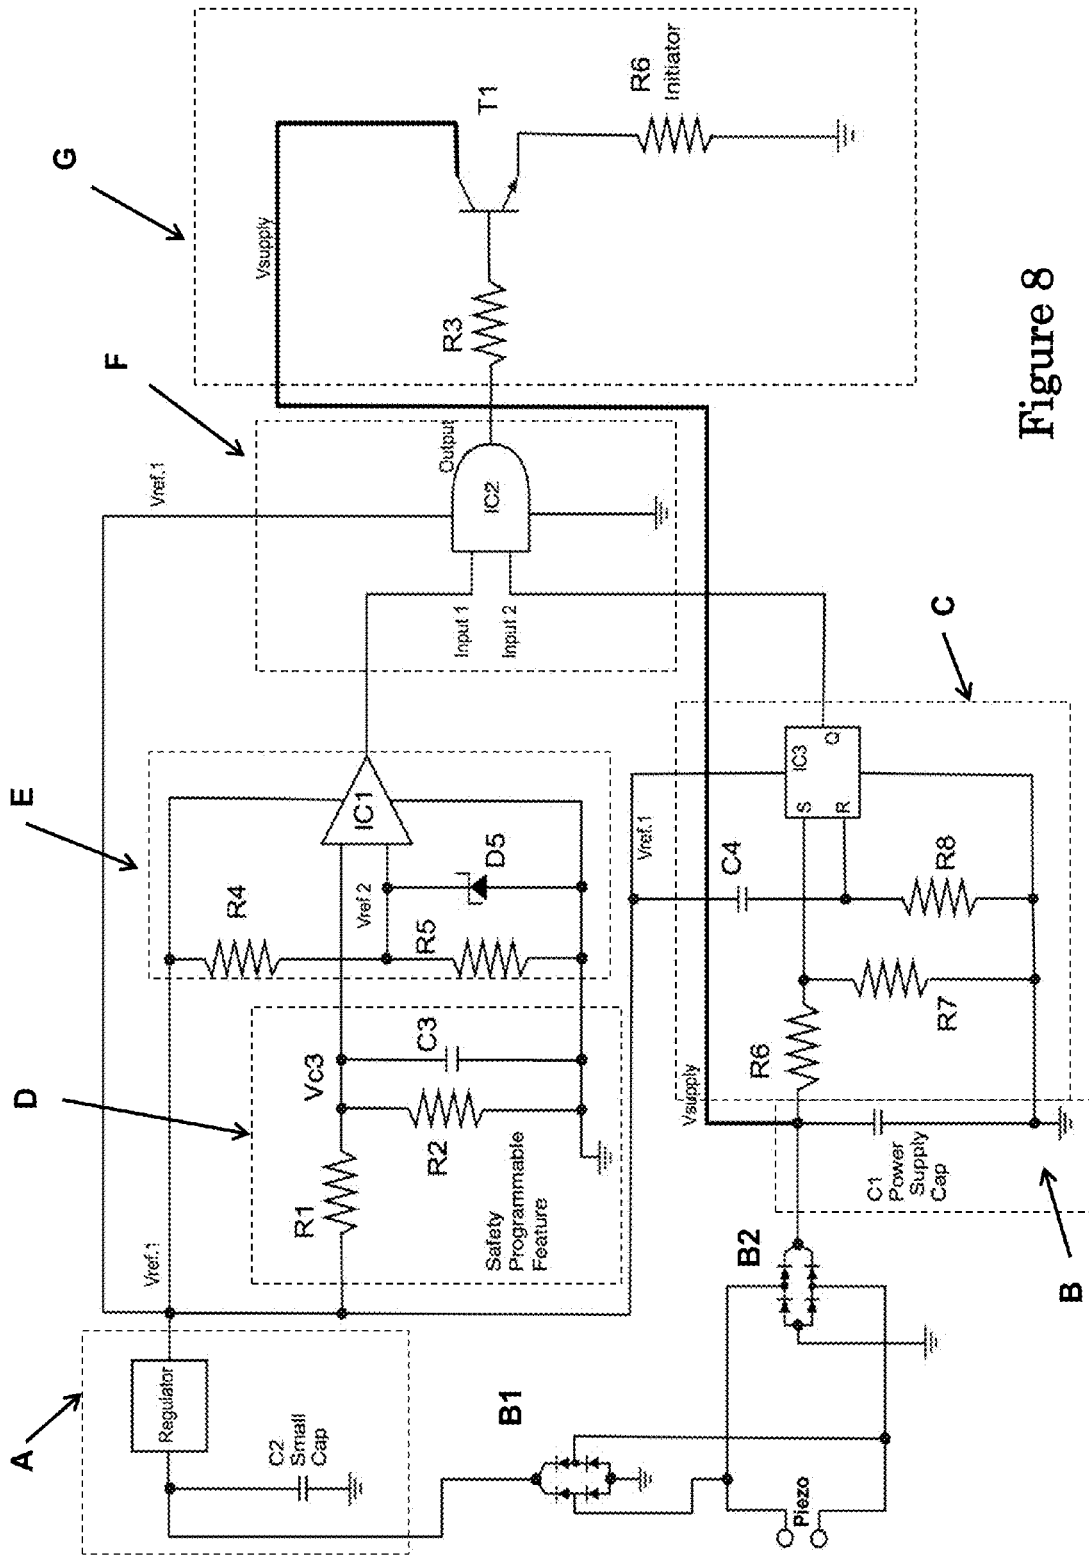 A
Regulator
C2
Small
Cap
B1
Piezo
B2
Vref.1
D
R1
Vc3
R2
C3
Safety
Programmable
Feature
E
R4
Vref 2
R5
D5
IC1
F
Vref.1
Input 1
Input 2
IC2
Output
G
Vsupply
R3
T1
R6
Initiator
B
C1
Power
Supply
Cap
Vsupply
C
R6
R7
Vref.1
C4
R8
S
R
IC3
Q
Figure 8